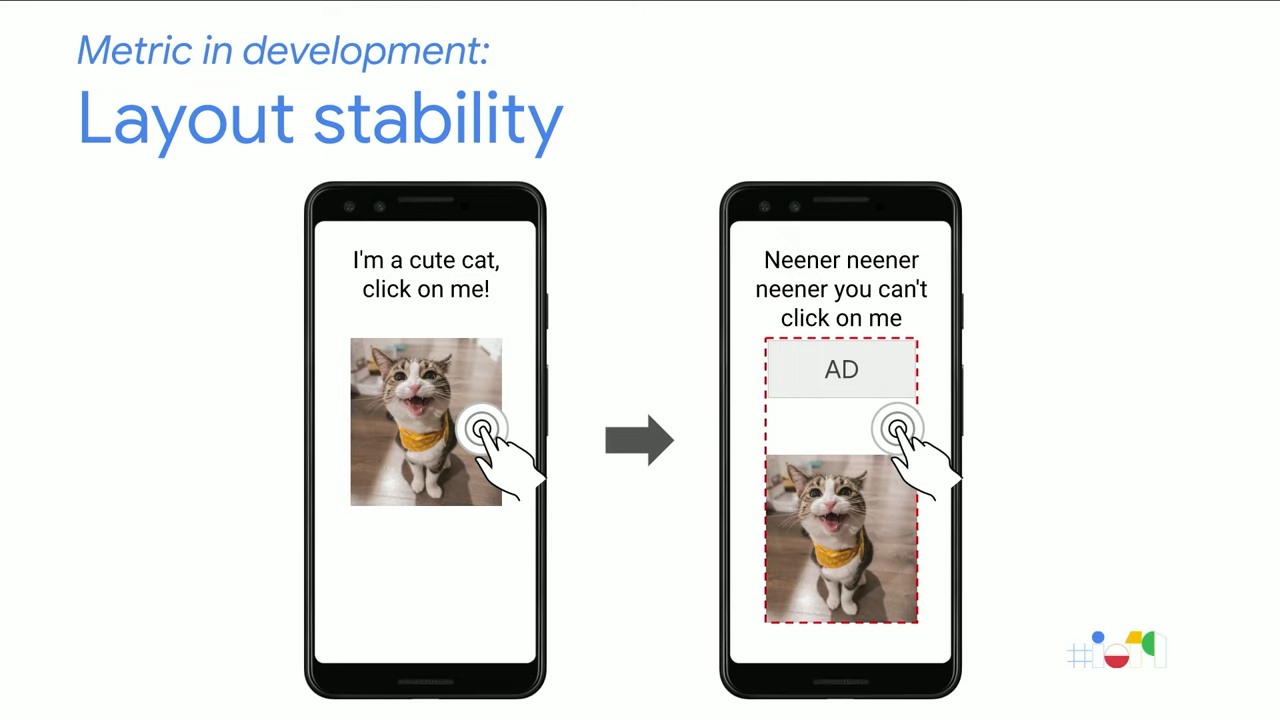 Metric in development:
Layout stability
I'm a cute cat,
click on me!
Neener neener
neener you can't
click on me
AD
#io19